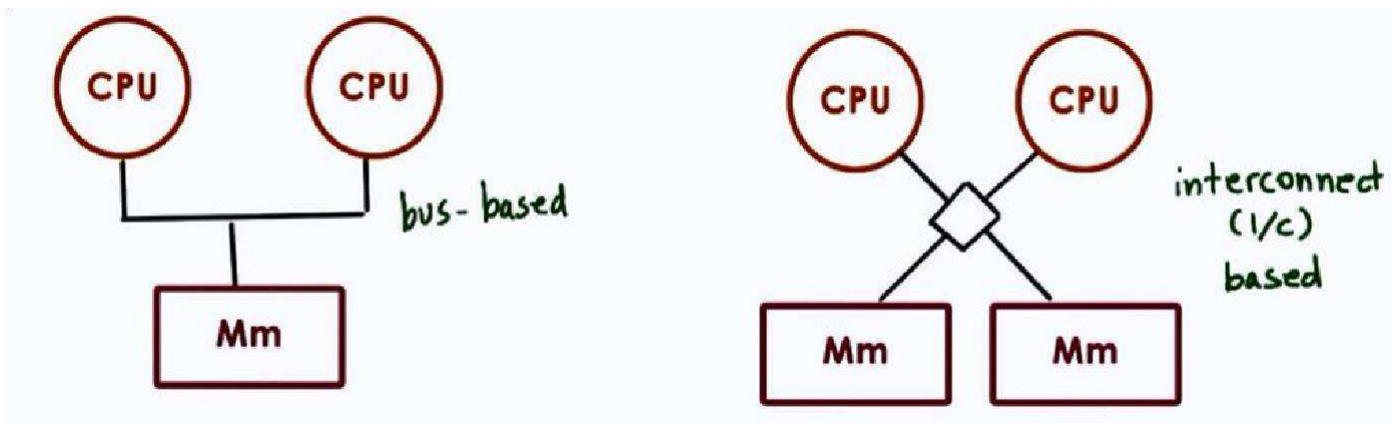 CPU
CPU
bus-based
Mm
CPU
CPU
interconnect
(I/c)
based
Mm
Mm